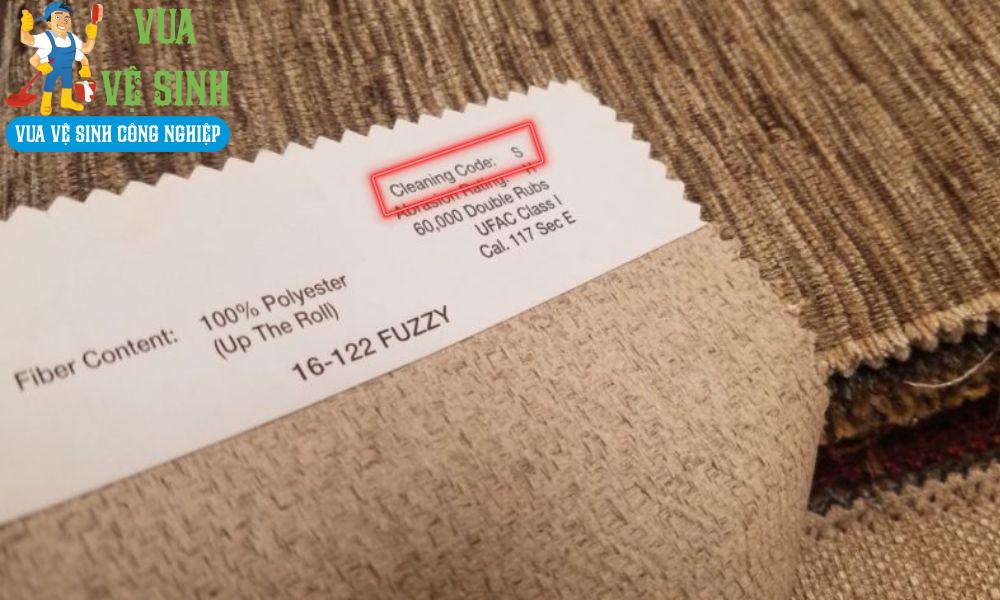 VUA
VỆ SINH
VUA VỆ SINH CÔNG NGHIỆP
Cleaning Code: S
Abrasion Rating: H
60,000 Double Rubs
UFAC Class I
Cal. 117 Sec E
Fiber Content: 100% Polyester
(Up The Roll)
16-122 FUZZY